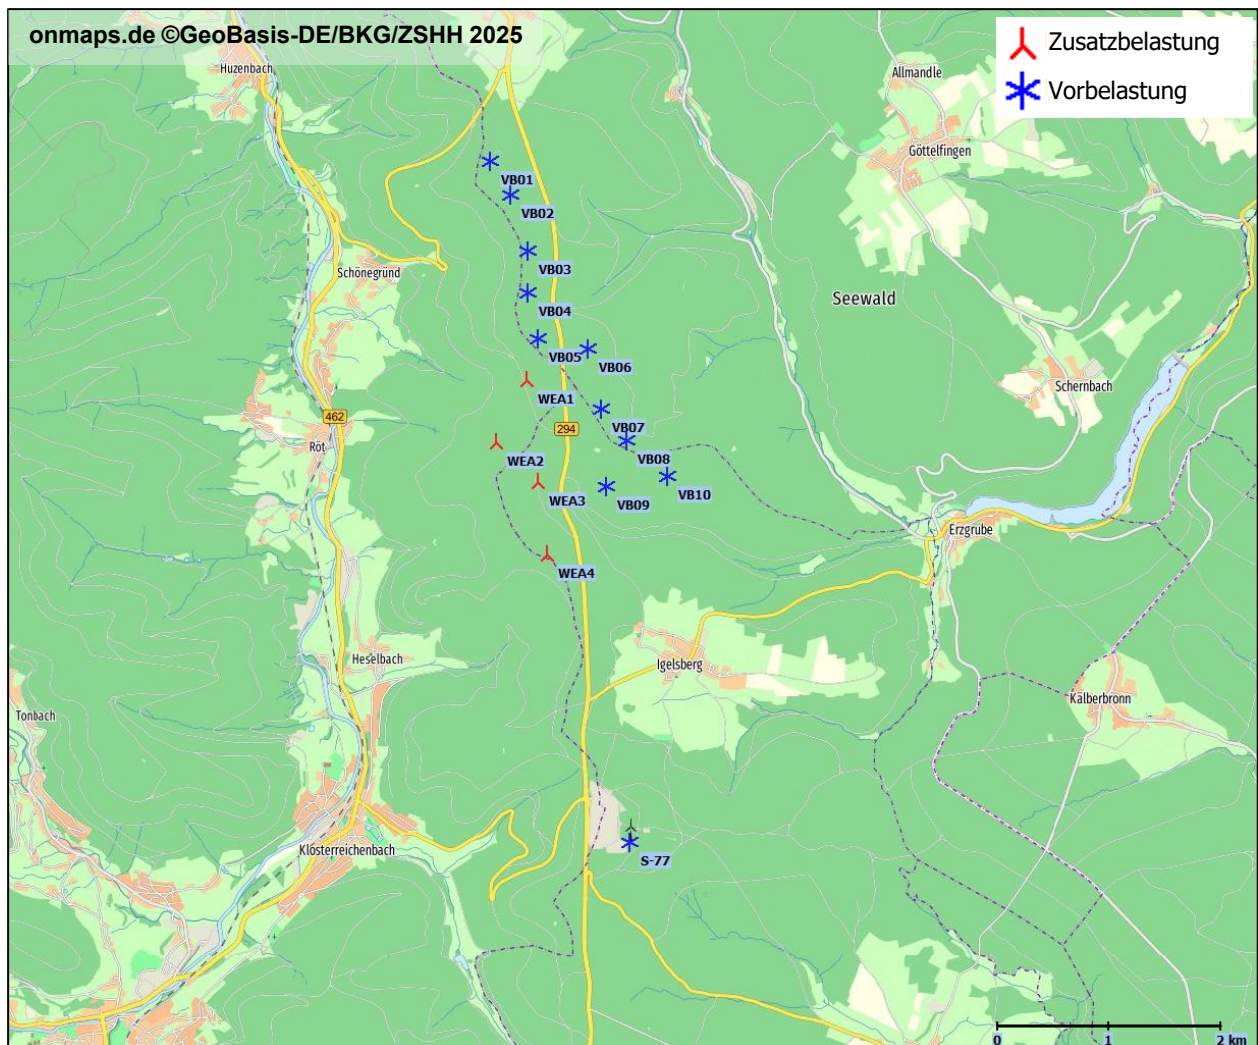 onmaps.de ©GeoBasis-DE/BKG/ZSHH 2025
Zusatzbelastung
Vorbelastung
Huzenbach
Allmandle
Göttelfingen
VB01
VB02
VB03
Schönegrund
VB04
Seewald
VB05
VB06
Schernbach
WEA1
462
294
VB07
Röt
WEA2
VB08
VB10
WEA3
VB09
Erzgrube
WEA4
Heselbach
Igelsberg
Kälberbronn
Tonbach
Klosterreichenbach
S-77
0 1 2 km